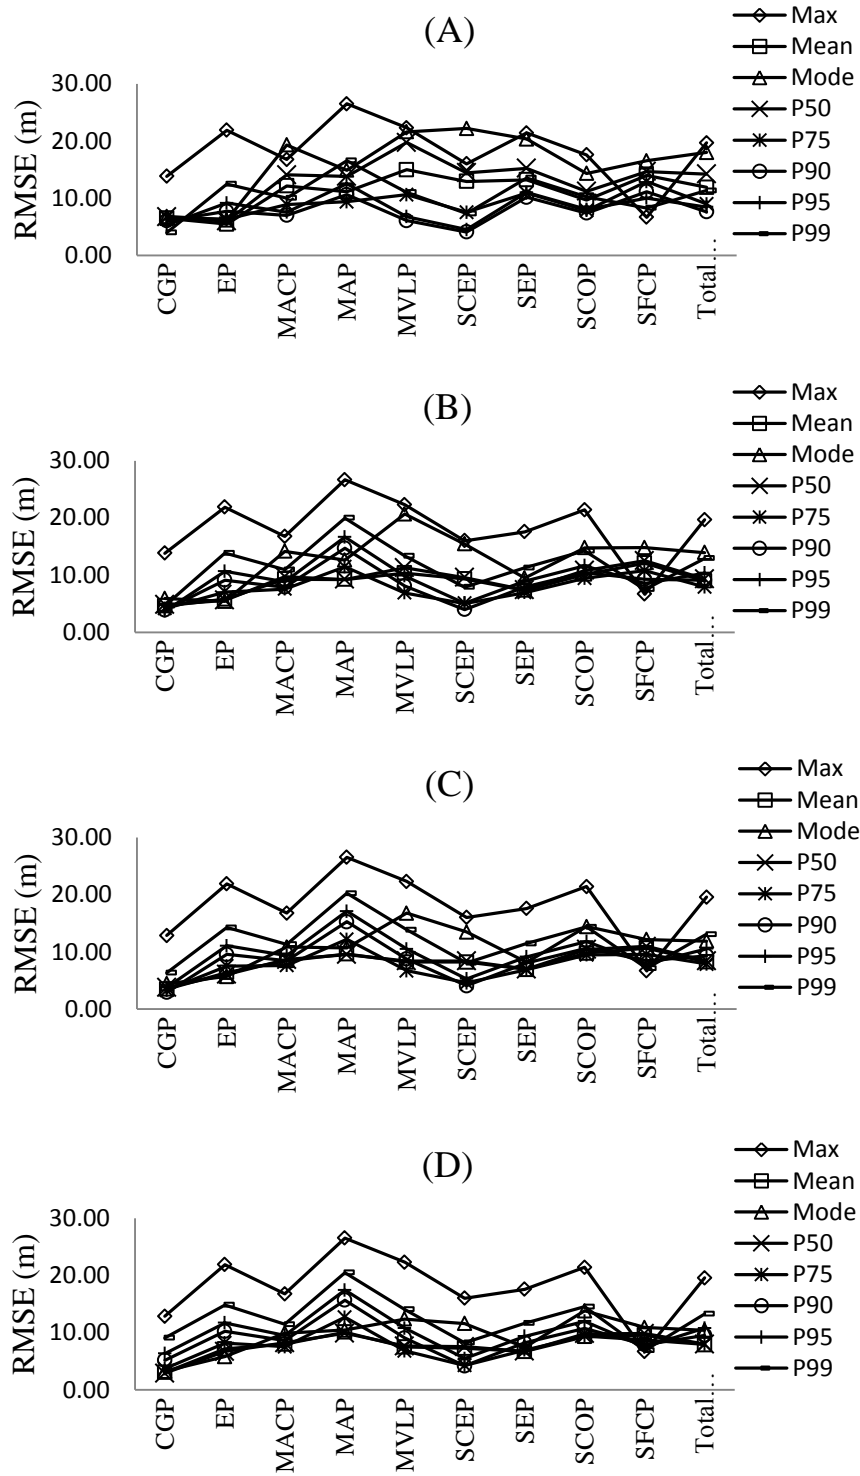 (A)
Max
Mean
Mode
P50
P75
P90
P95
P99
RMSE (m)
30.00
20.00
10.00
0.00
CGP
EP
MACP
MAP
MVLP
SCEP
SEP
SCOP
SFCP
Total…
(B)
Max
Mean
Mode
P50
P75
P90
P95
P99
RMSE (m)
30.00
20.00
10.00
0.00
CGP
EP
MACP
MAP
MVLP
SCEP
SEP
SCOP
SFCP
Total…
(C)
Max
Mean
Mode
P50
P75
P90
P95
P99
RMSE (m)
30.00
20.00
10.00
0.00
CGP
EP
MACP
MAP
MVLP
SCEP
SEP
SCOP
SFCP
Total…
(D)
Max
Mean
Mode
P50
P75
P90
P95
P99
RMSE (m)
30.00
20.00
10.00
0.00
CGP
EP
MACP
MAP
MVLP
SCEP
SEP
SCOP
SFCP
Total…